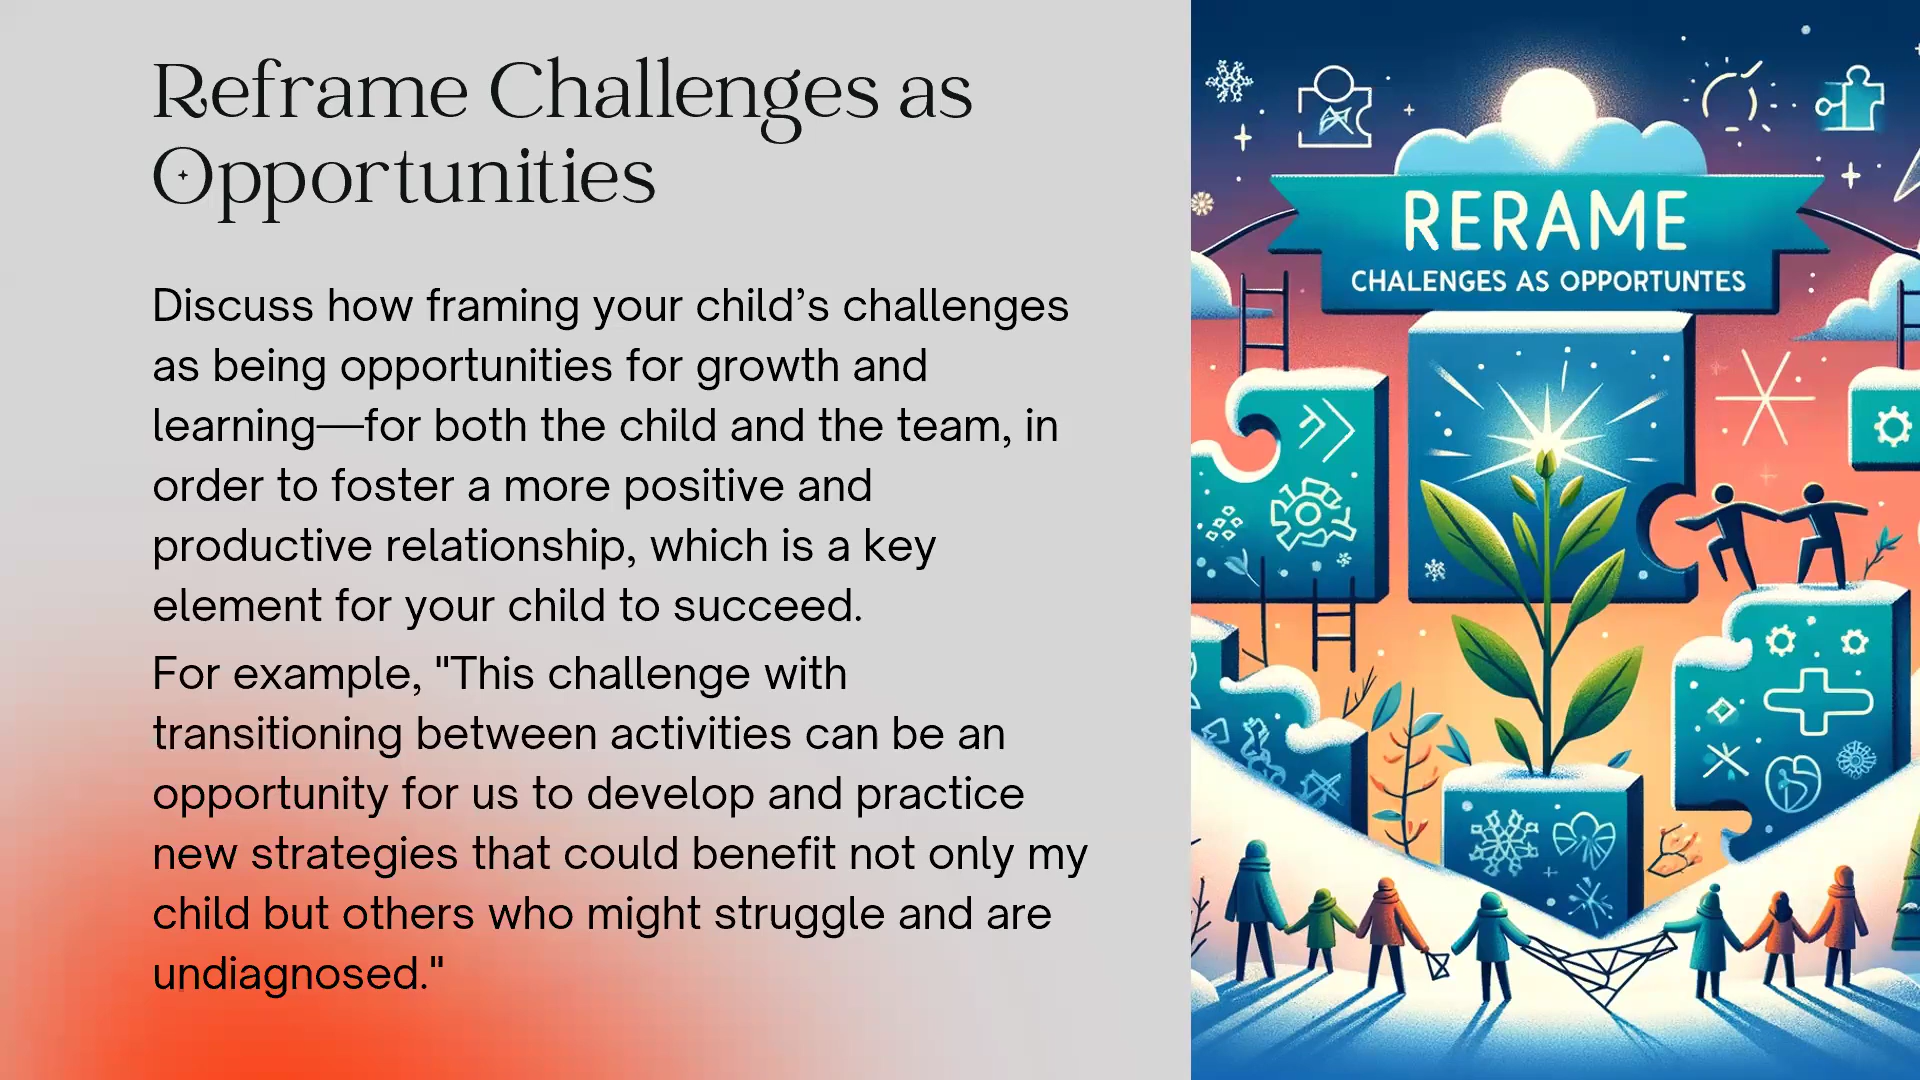 Reframe Challenges as
Opportunities
Discuss how framing your child’s challenges
as being opportunities for growth and
learning—for both the child and the team, in
order to foster a more positive and
productive relationship, which is a key
element for your child to succeed.
For example, "This challenge with
transitioning between activities can be an
opportunity for us to develop and practice
new strategies that could benefit not only my
child but others who might struggle and are
undiagnosed."
RERAME
CHALENGES AS OPPORTUNTES